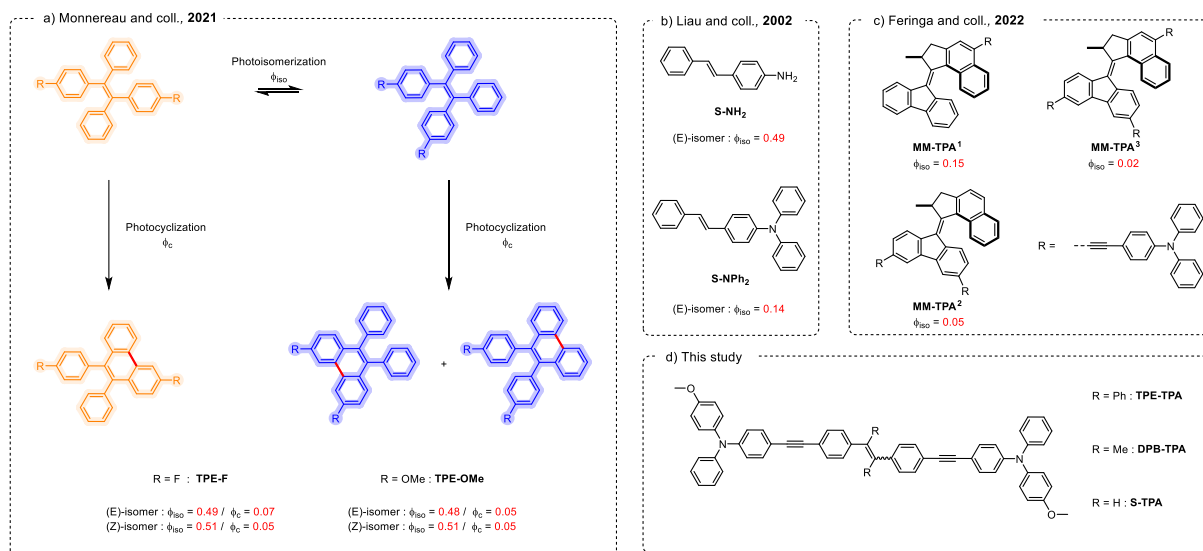 a) Monnereau and coll., 2021
R
R
Photoisomerization
ϕiso
R
R
Photocyclization
ϕc
Photocyclization
ϕc
R
R
R
R
+
R
R
R = F : TPE-F
R = OMe : TPE-OMe
(E)-isomer : ϕiso = 0.49 / ϕc = 0.07
(Z)-isomer : ϕiso = 0.51 / ϕc = 0.05
(E)-isomer : ϕiso = 0.48 / ϕc = 0.05
(Z)-isomer : ϕiso = 0.51 / ϕc = 0.05
b) Liau and coll., 2002
NH2
S-NH2
(E)-isomer : ϕiso = 0.49
N
S-NPh2
(E)-isomer : ϕiso = 0.14
c) Feringa and coll., 2022
R
MM-TPA1
ϕiso = 0.15
R
R
R
MM-TPA3
ϕiso = 0.02
R
R
MM-TPA2
ϕiso = 0.05
R =
N
d) This study
O
N
R
R
N
O
R = Ph : TPE-TPA
R = Me : DPB-TPA
R = H : S-TPA